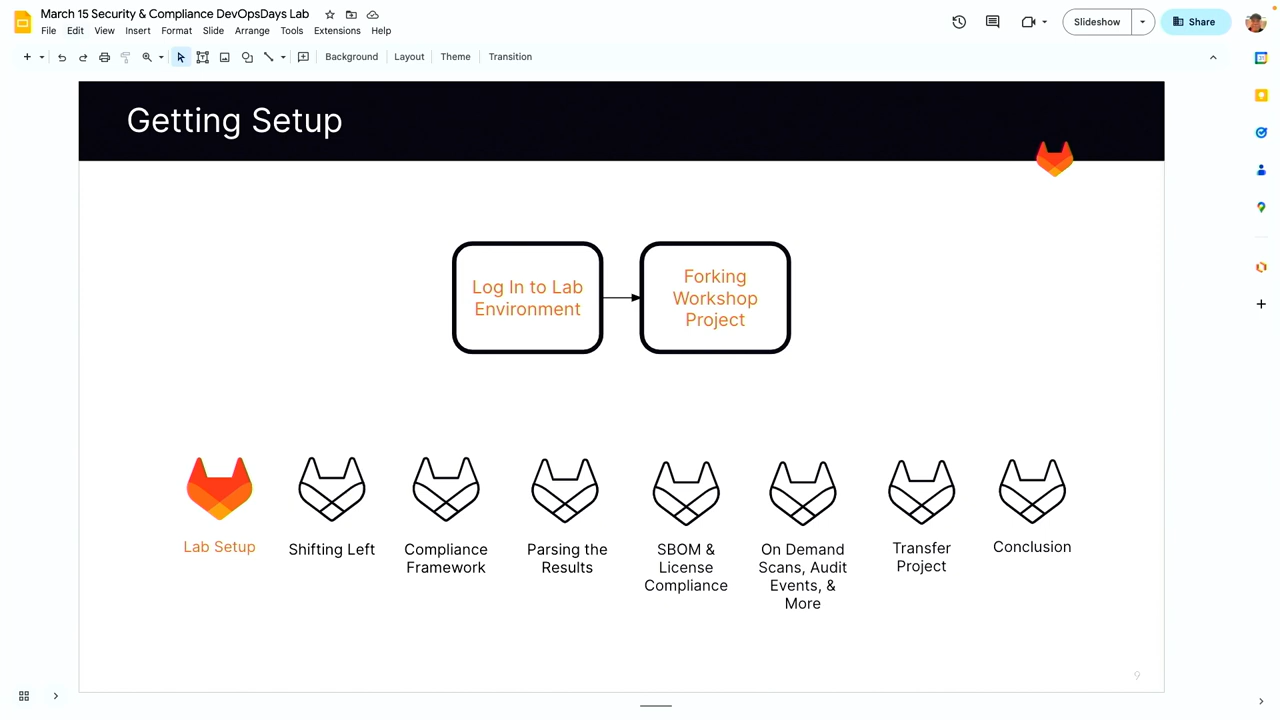 March 15 Security & Compliance DevOpsDays Lab
File Edit View Insert Format Slide Arrange Tools Extensions Help
Slideshow
Share
Background Layout Theme Transition
Getting Setup
Log In to Lab
Environment
Forking
Workshop
Project
Lab Setup
Shifting Left
Compliance
Framework
Parsing the
Results
SBOM &
License
Compliance
On Demand
Scans, Audit
Events, &
More
Transfer
Project
Conclusion
9